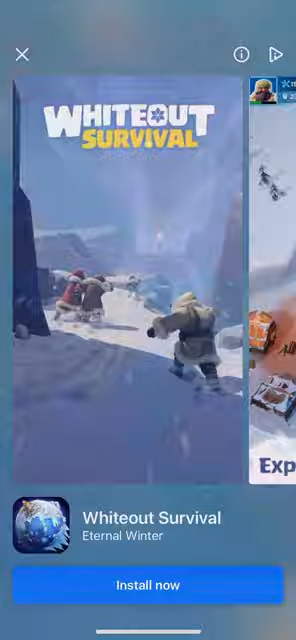 WHITEOUT
SURVIVAL
Exp
Whiteout Survival
Eternal Winter
Install now